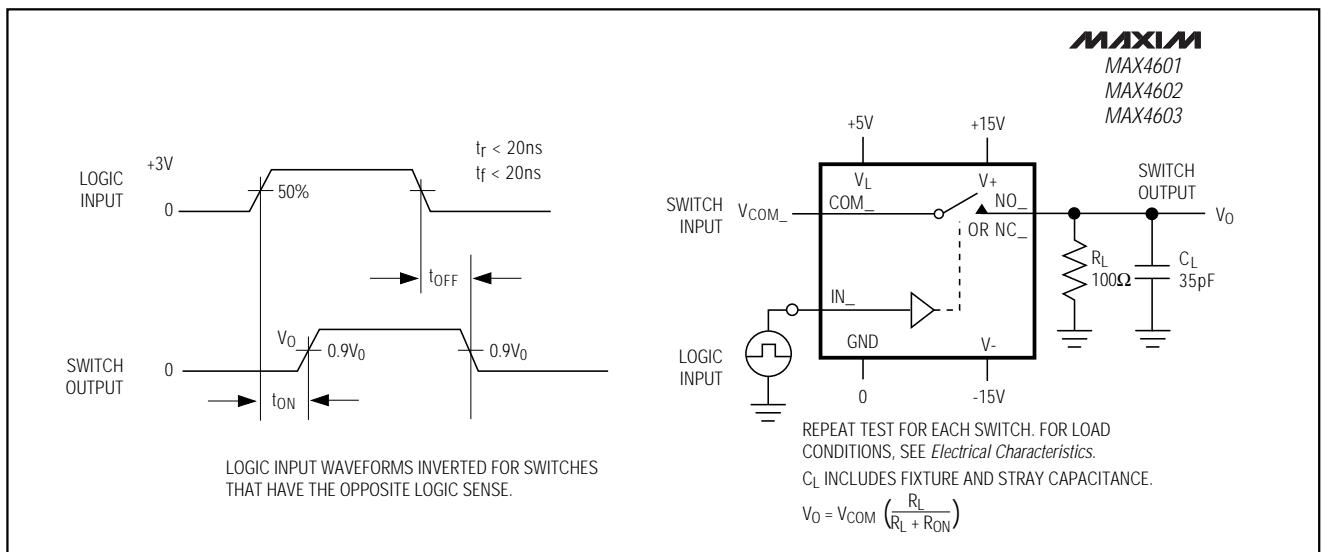 MAXIM
MAX4601
MAX4602
MAX4603
LOGIC
INPUT
+3V
0
50%
tr < 20ns
tf < 20ns
tOFF
SWITCH
OUTPUT
0
VO
0.9V0
0.9V0
tON
LOGIC INPUT WAVEFORMS INVERTED FOR SWITCHES
THAT HAVE THE OPPOSITE LOGIC SENSE.
+5V
+15V
VL
V+
SWITCH
INPUT
VCOM_
COM_
NO_
OR NC_
SWITCH
OUTPUT
VO
RL
100Ω
CL
35pF
IN_
LOGIC
INPUT
GND
V-
0
-15V
REPEAT TEST FOR EACH SWITCH. FOR LOAD
CONDITIONS, SEE Electrical Characteristics.
CL INCLUDES FIXTURE AND STRAY CAPACITANCE.
VO = VCOM (RL / RL + RON)